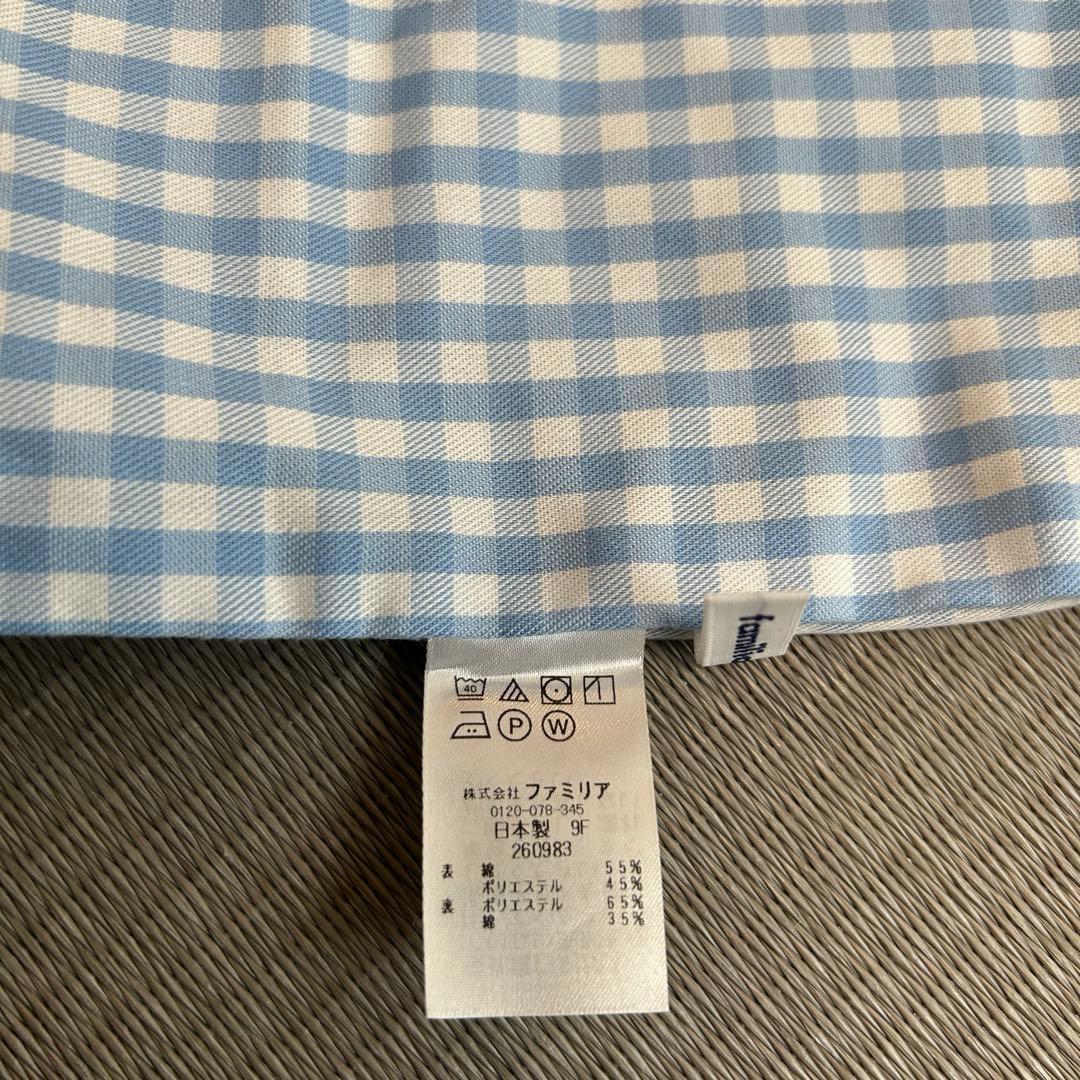 familia
40
P W
株式会社 ファミリア
0120-078-345
日本製 9F
260983
表 綿 55%
ポリエステル 45%
裏 ポリエステル 65%
綿 35%